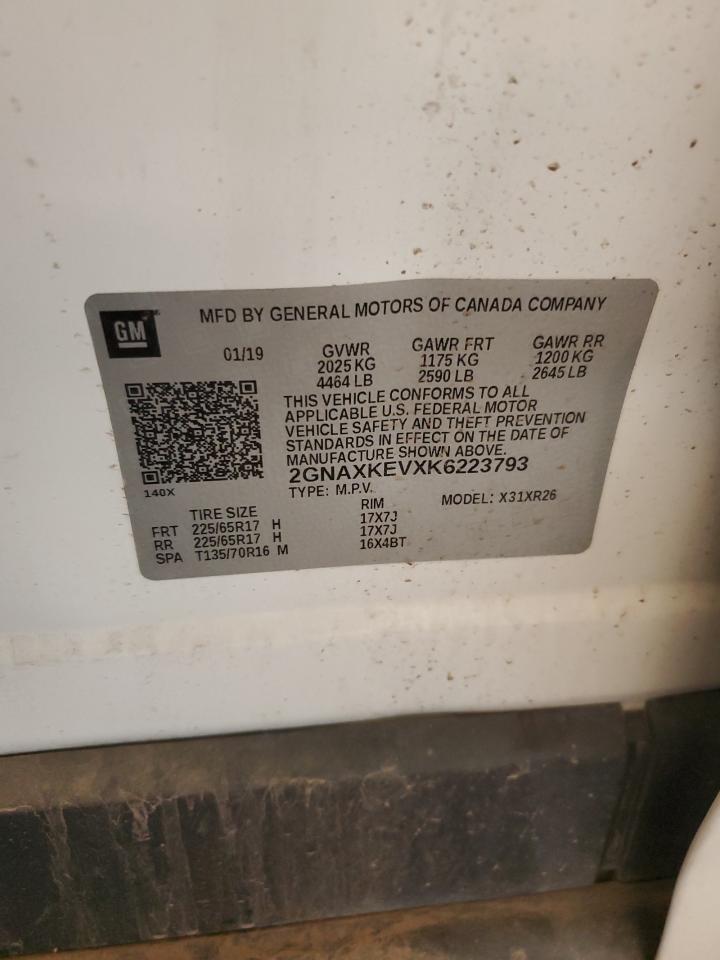 GM
MFD BY GENERAL MOTORS OF CANADA COMPANY
01/19
GVWR GAWR FRT GAWR RR
2025 KG 1175 KG 1200 KG
4464 LB 2590 LB 2645 LB
THIS VEHICLE CONFORMS TO ALL
APPLICABLE U.S. FEDERAL MOTOR
VEHICLE SAFETY AND THEFT PREVENTION
STANDARDS IN EFFECT ON THE DATE OF
MANUFACTURE SHOWN ABOVE.
2GNAXKEVXK6223793
140X
TYPE: M.P.V. MODEL: X31XR26
TIRE SIZE RIM
FRT 225/65R17 H 17X7J
RR 225/65R17 H 17X7J
SPA T135/70R16 M 16X4BT